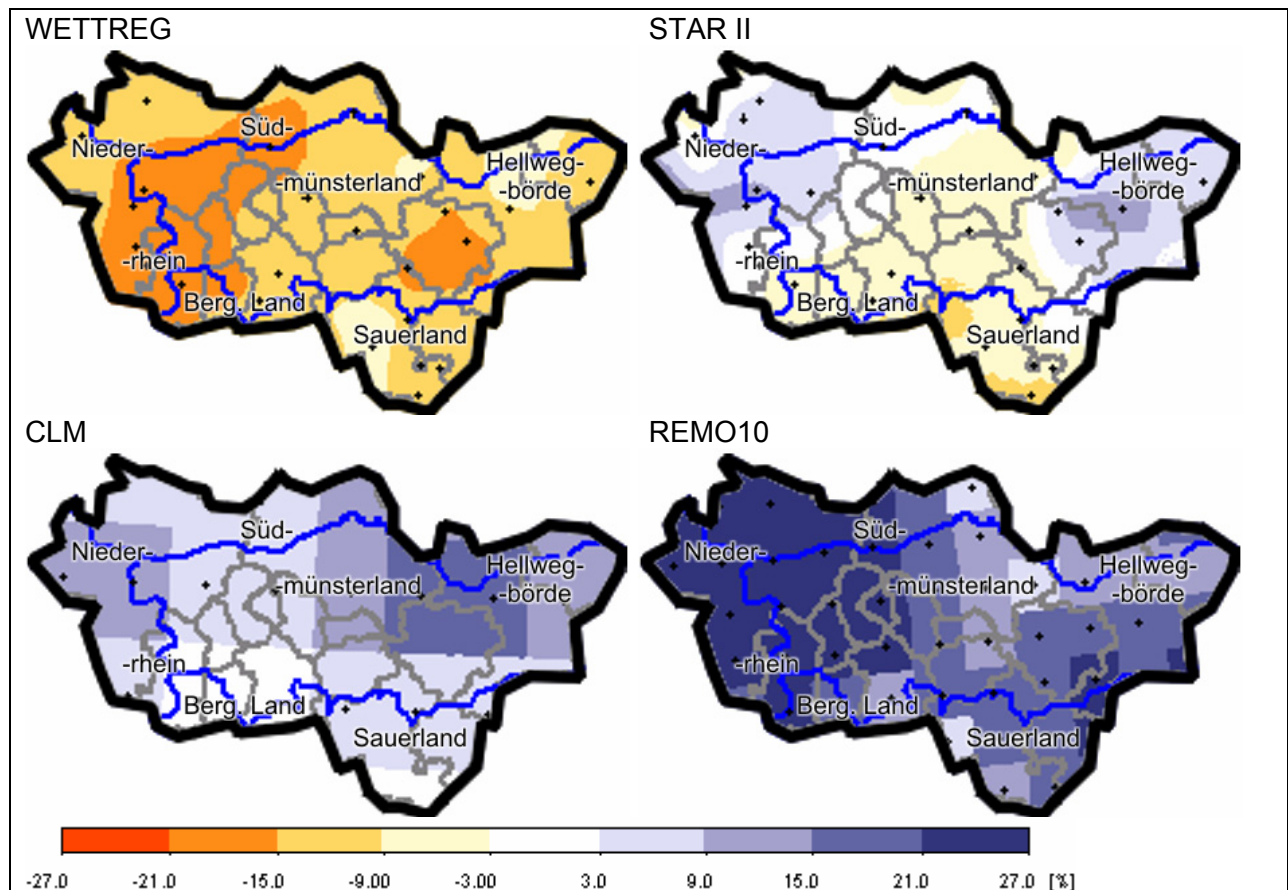 WETTREG
STAR II
Süd-
Nieder-
Hellweg-
-börde
-münsterland
-rhein
Berg. Land
Sauerland
Süd-
Nieder-
Hellweg-
-börde
-münsterland
-rhein
Berg. Land
Sauerland
CLM
REMO10
Süd-
Nieder-
Hellweg-
-börde
-münsterland
-rhein
Berg. Land
Sauerland
Süd-
Nieder-
Hellweg-
-börde
-münsterland
-rhein
Berg. Land
Sauerland
-27.0 -21.0 -15.0 -9.00 -3.00 3.0 9.0 15.0 21.0 27.0 [%]